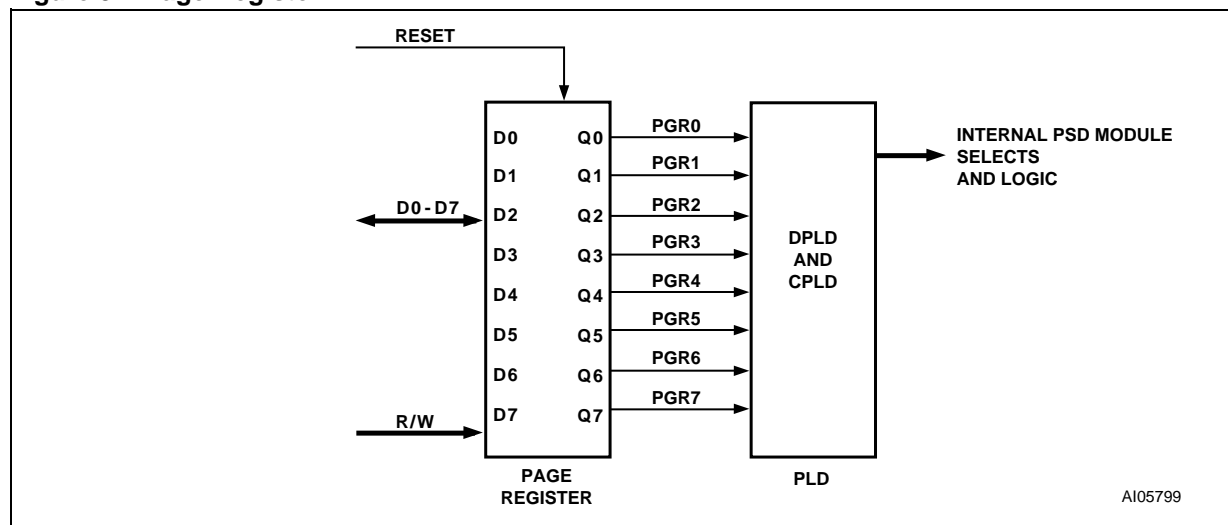 RESET
D0 Q0 PGR0
D1 Q1 PGR1
D0-D7 D2 Q2 PGR2
D3 Q3 PGR3
D4 Q4 PGR4
D5 Q5 PGR5
D6 Q6 PGR6
R/W D7 Q7 PGR7
DPLD
AND
CPLD
INTERNAL PSD MODULE
SELECTS
AND LOGIC
PAGE
REGISTER
PLD
AI05799